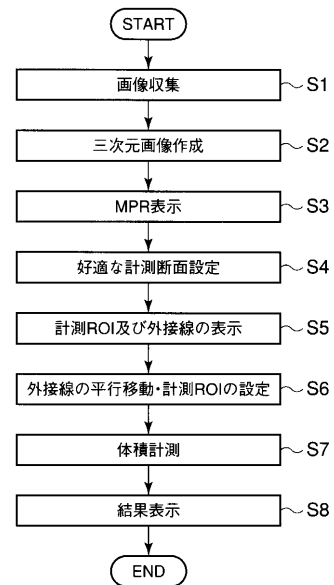 START
画像収集 S1
三次元画像作成 S2
MPR表示 S3
好適な計測断面設定 S4
計測ROI及び外接線の表示 S5
外接線の平行移動・計測ROIの設定 S6
体積計測 S7
結果表示 S8
END